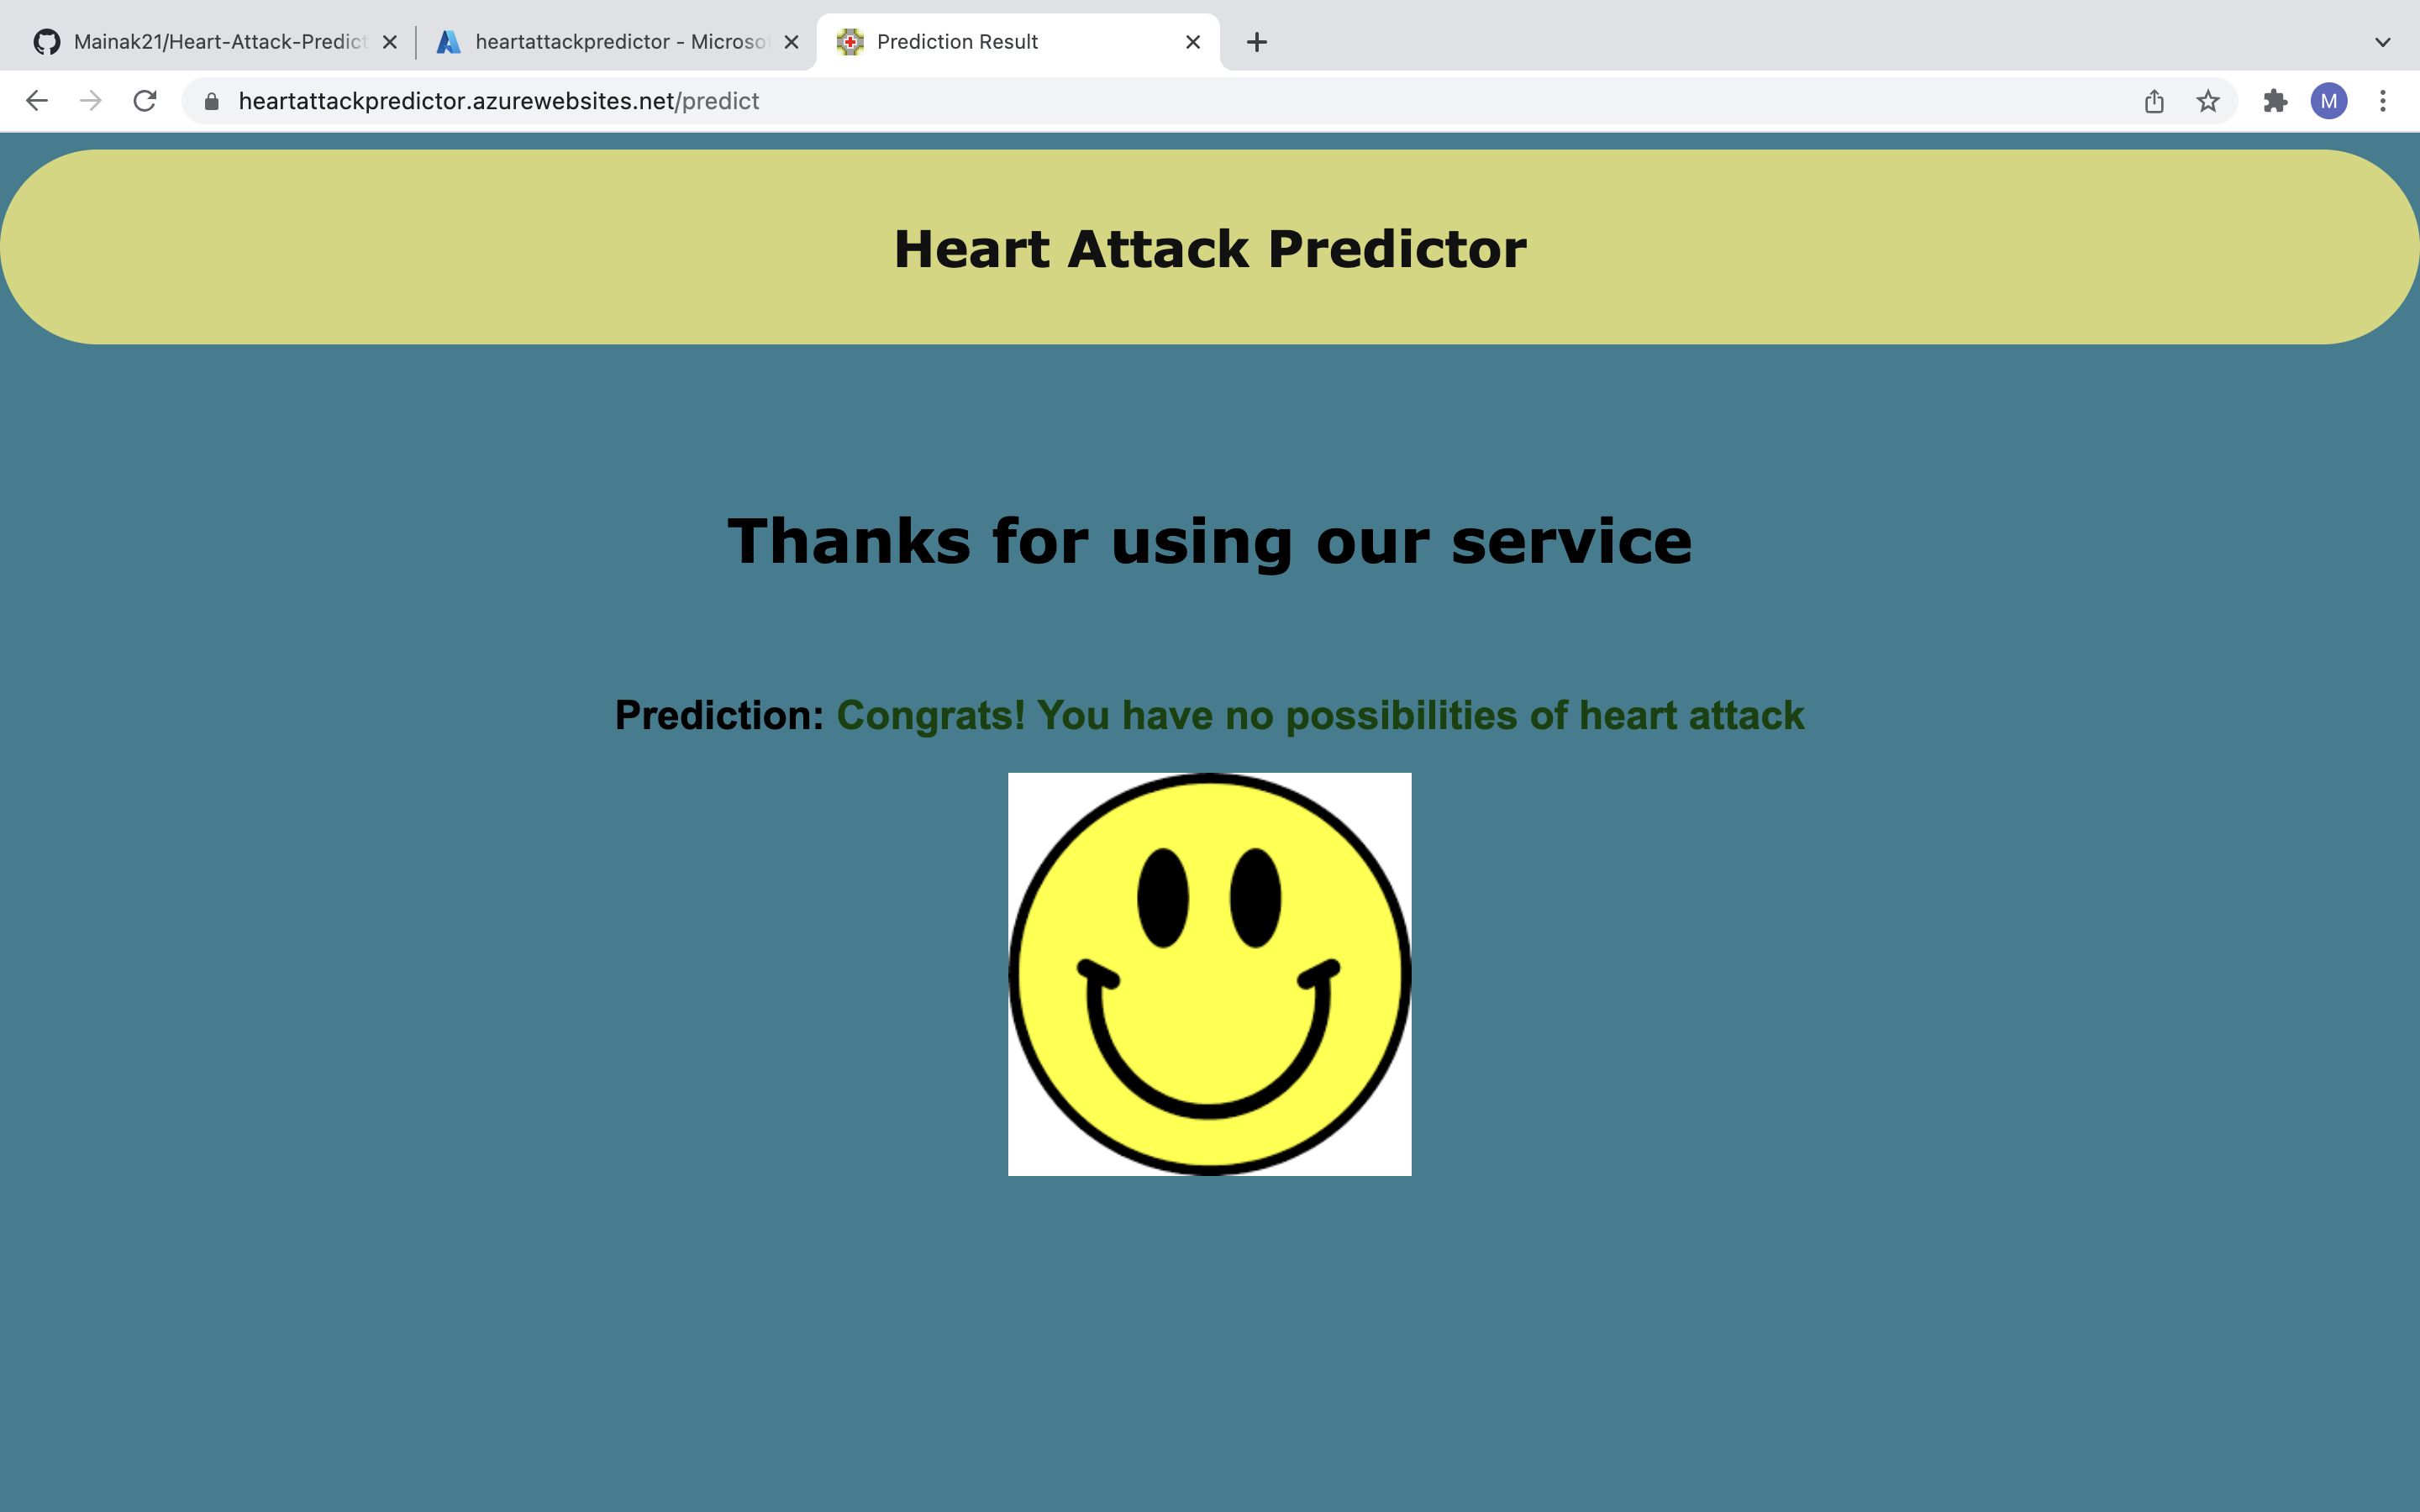 Mainak21/Heart-Attack-Predict
heartattackpredictor - Microso
Prediction Result
heartattackpredictor.azurewebsites.net/predict
M
Heart Attack Predictor
Thanks for using our service
Prediction: Congrats! You have no possibilities of heart attack